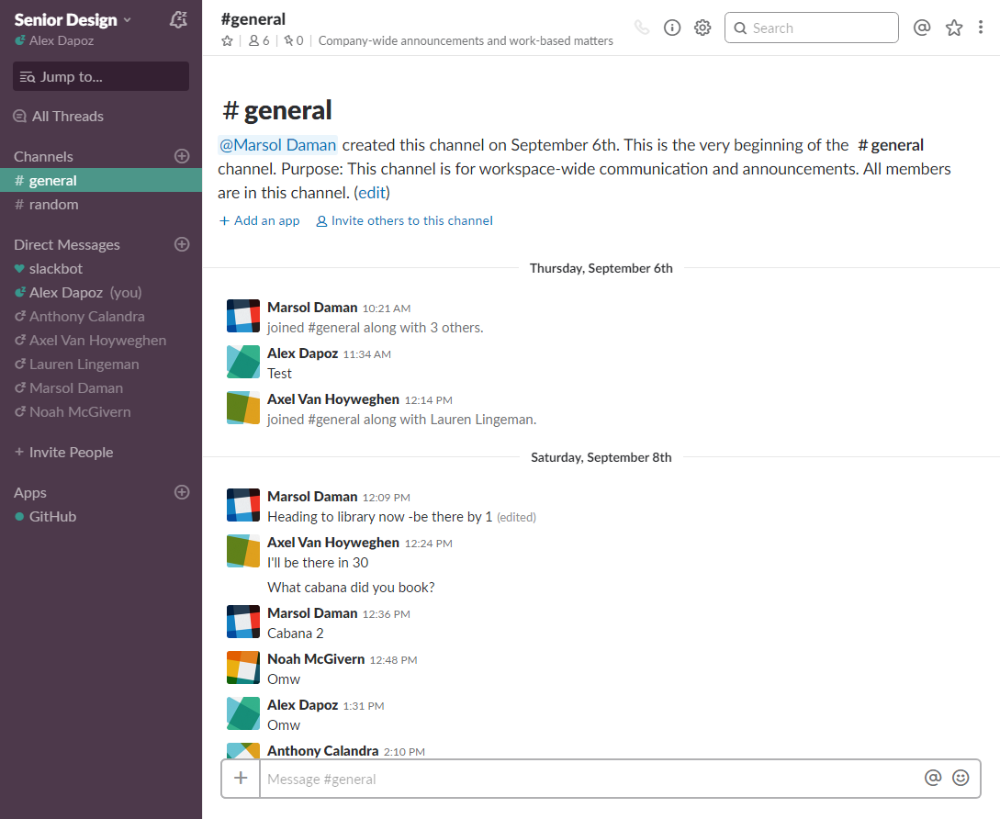 Senior Design
Alex Dapoz
Jump to...
All Threads
Channels
# general
# random
Direct Messages
slackbot
Alex Dapoz (you)
Anthony Calandra
Axel Van Hoyweghen
Lauren Lingeman
Marsol Daman
Noah McGivern
+ Invite People
Apps
GitHub
#general
6 | 0 | Company-wide announcements and work-based matters
Search
# general
@Marsol Daman created this channel on September 6th. This is the very beginning of the # general
channel. Purpose: This channel is for workspace-wide communication and announcements. All members
are in this channel. (edit)
+ Add an app Invite others to this channel
Thursday, September 6th
Marsol Daman 10:21 AM
joined #general along with 3 others.
Alex Dapoz 11:34 AM
Test
Axel Van Hoyweghen 12:14 PM
joined #general along with Lauren Lingeman.
Saturday, September 8th
Marsol Daman 12:09 PM
Heading to library now -be there by 1 (edited)
Axel Van Hoyweghen 12:24 PM
I'll be there in 30
What cabana did you book?
Marsol Daman 12:36 PM
Cabana 2
Noah McGivern 12:48 PM
Omw
Alex Dapoz 1:31 PM
Omw
Anthony Calandra 2:10 PM
+ Message #general @